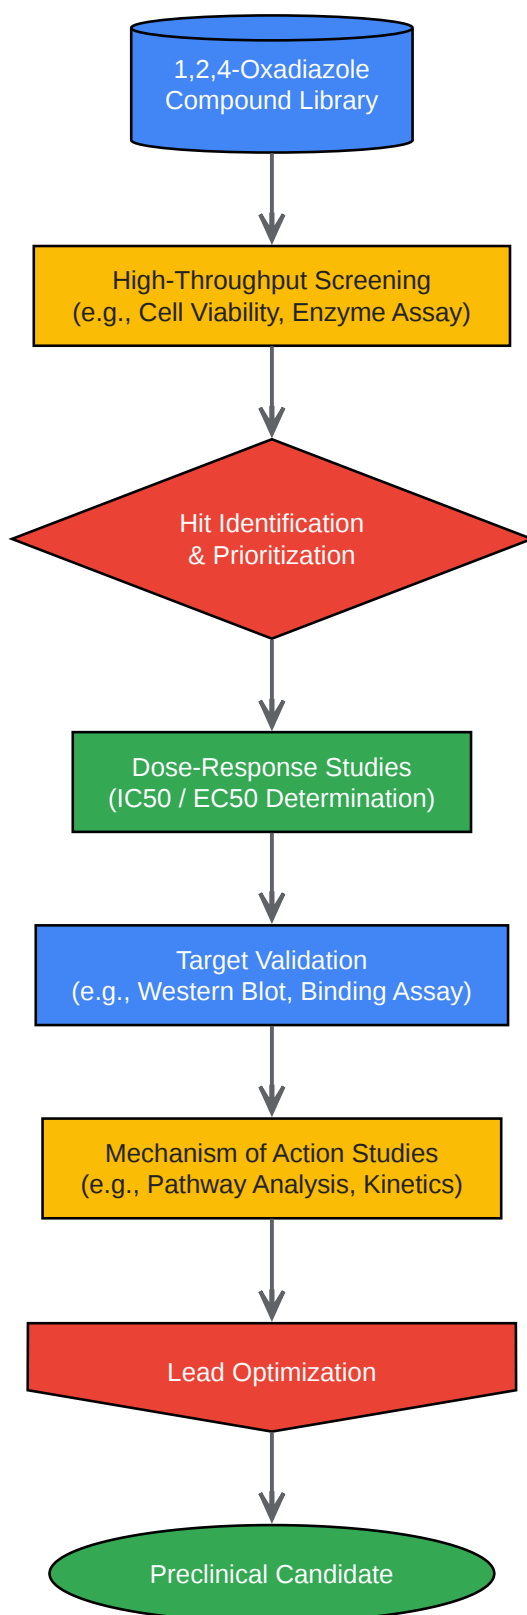 1,2,4-Oxadiazole
Compound Library
High-Throughput Screening
(e.g., Cell Viability, Enzyme Assay)
Hit Identification
& Prioritization
Dose-Response Studies
(IC50 / EC50 Determination)
Target Validation
(e.g., Western Blot, Binding Assay)
Mechanism of Action Studies
(e.g., Pathway Analysis, Kinetics)
Lead Optimization
Preclinical Candidate